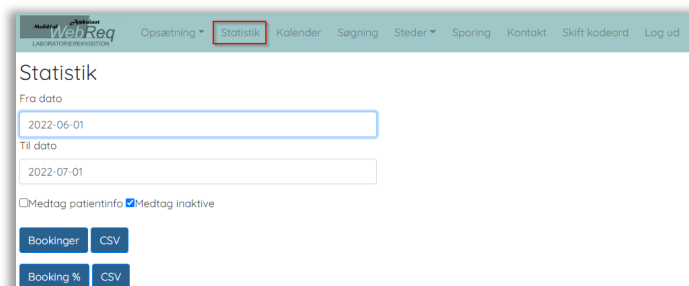 WebReq
LABORATORIEREKVISITION
Opsætning Statistik Kalender Søgning Steder Sporing Kontakt Skift kodeord Log ud
Statistik
Fra dato
2022-06-01
Til dato
2022-07-01
Medtag patientinfo Medtag inaktive
Bookinger CSV
Booking % CSV